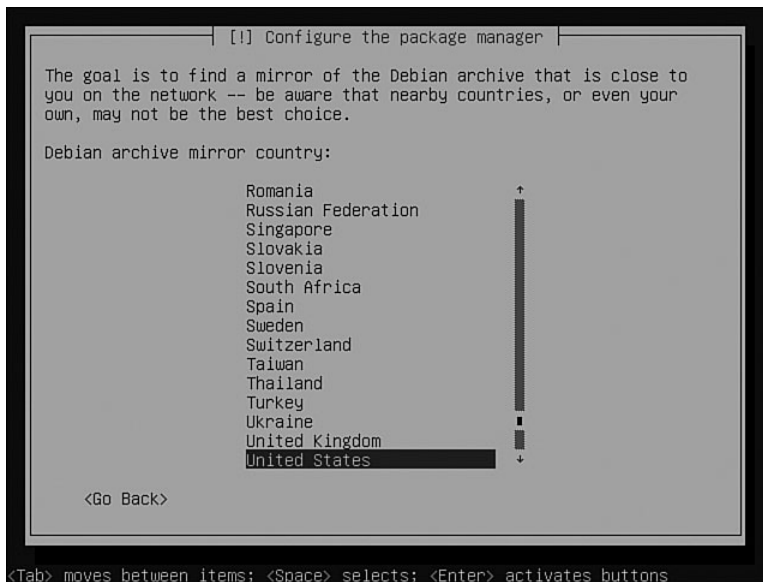 [!] Configure the package manager
The goal is to find a mirror of the Debian archive that is close to
you on the network -- be aware that nearby countries, or even your
own, may not be the best choice.
Debian archive mirror country:
Romania
Russian Federation
Singapore
Slovakia
Slovenia
South Africa
Spain
Sweden
Switzerland
Taiwan
Thailand
Turkey
Ukraine
United Kingdom
United States
<Go Back>
<Tab> moves between items; <Space> selects; <Enter> activates buttons